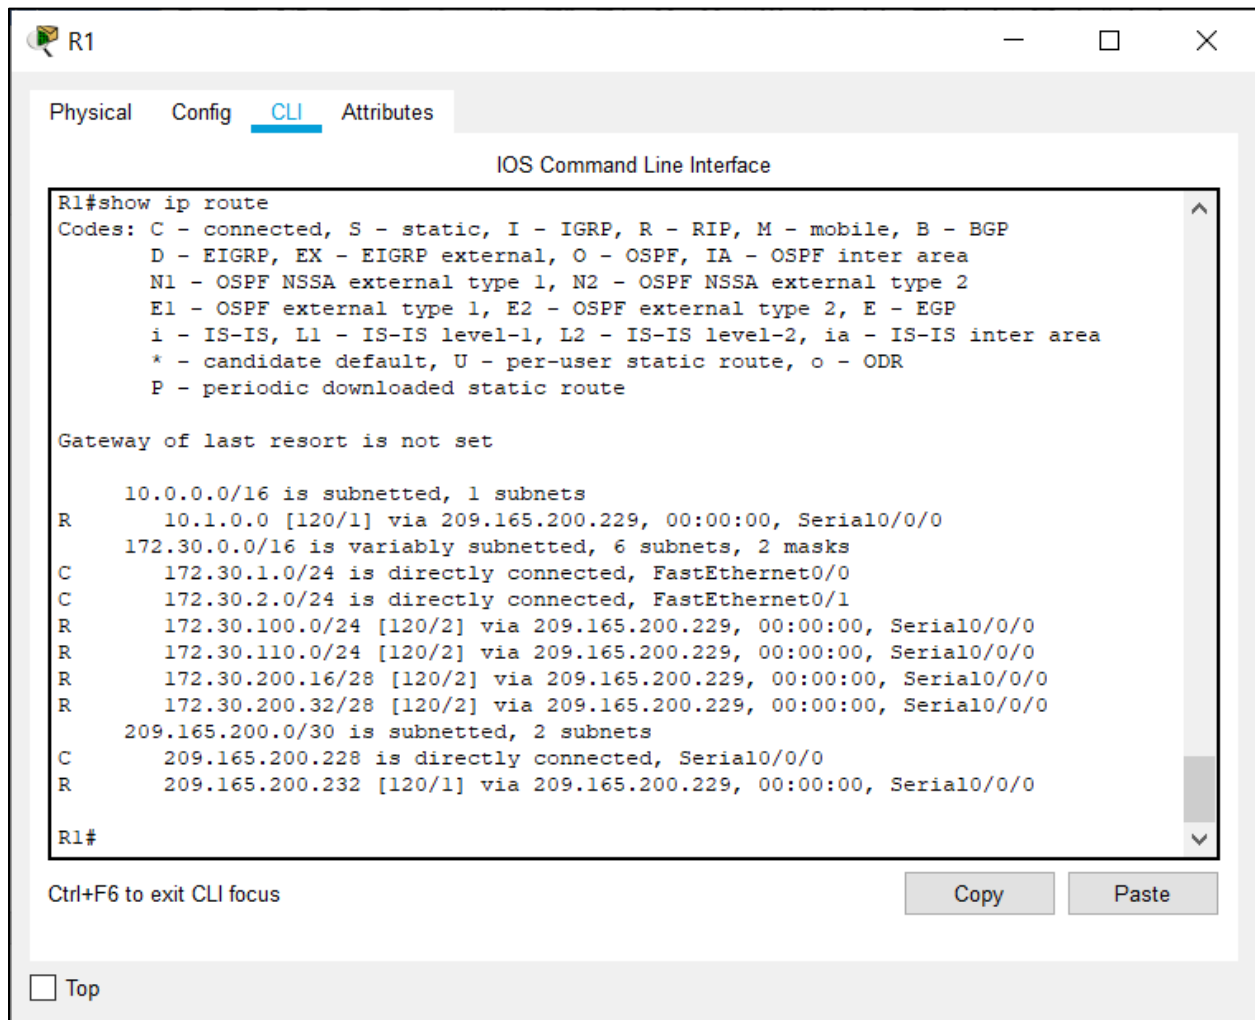 R1
Physical Config CLI Attributes
IOS Command Line Interface
R1#show ip route
Codes: C - connected, S - static, I - IGRP, R - RIP, M - mobile, B - BGP
       D - EIGRP, EX - EIGRP external, O - OSPF, IA - OSPF inter area
       N1 - OSPF NSSA external type 1, N2 - OSPF NSSA external type 2
       E1 - OSPF external type 1, E2 - OSPF external type 2, E - EGP
       i - IS-IS, L1 - IS-IS level-1, L2 - IS-IS level-2, ia - IS-IS inter area
       * - candidate default, U - per-user static route, o - ODR
       P - periodic downloaded static route

Gateway of last resort is not set

     10.0.0.0/16 is subnetted, 1 subnets
R       10.1.0.0 [120/1] via 209.165.200.229, 00:00:00, Serial0/0/0
     172.30.0.0/16 is variably subnetted, 6 subnets, 2 masks
C       172.30.1.0/24 is directly connected, FastEthernet0/0
C       172.30.2.0/24 is directly connected, FastEthernet0/1
R       172.30.100.0/24 [120/2] via 209.165.200.229, 00:00:00, Serial0/0/0
R       172.30.110.0/24 [120/2] via 209.165.200.229, 00:00:00, Serial0/0/0
R       172.30.200.16/28 [120/2] via 209.165.200.229, 00:00:00, Serial0/0/0
R       172.30.200.32/28 [120/2] via 209.165.200.229, 00:00:00, Serial0/0/0
     209.165.200.0/30 is subnetted, 2 subnets
C       209.165.200.228 is directly connected, Serial0/0/0
R       209.165.200.232 [120/1] via 209.165.200.229, 00:00:00, Serial0/0/0

R1#
Ctrl+F6 to exit CLI focus
Copy Paste
Top